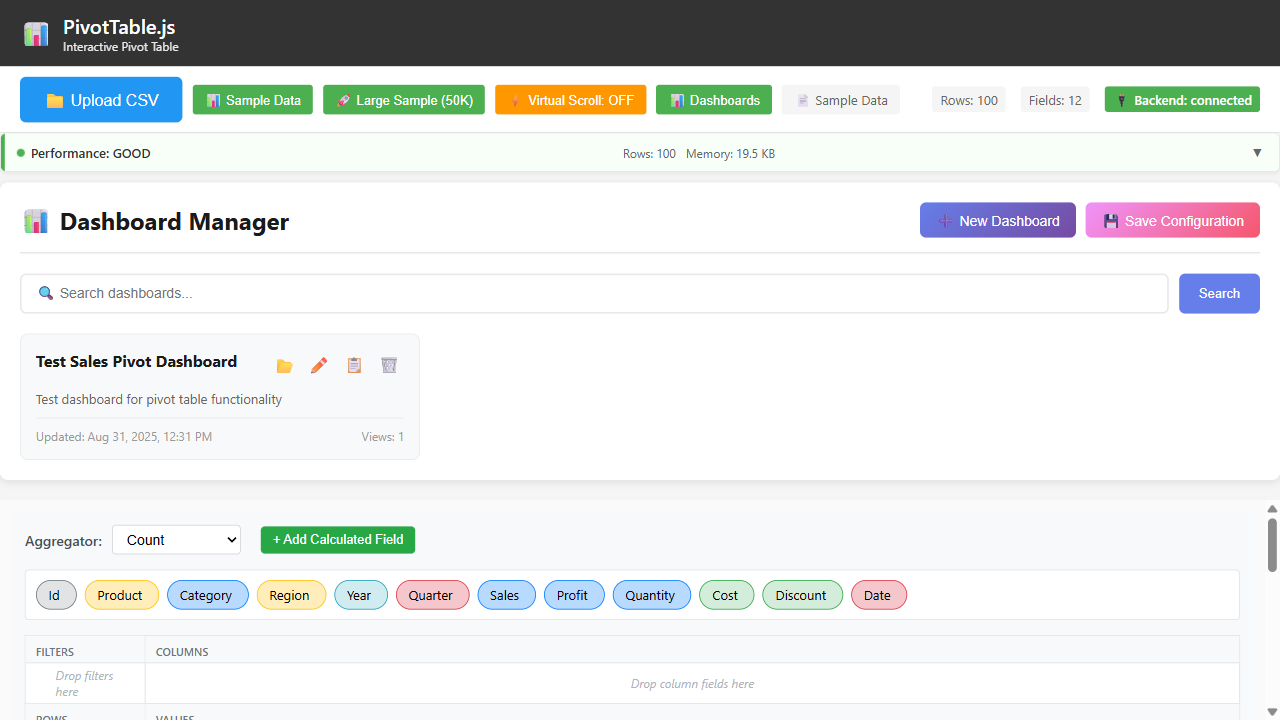 PivotTable.js
Interactive Pivot Table
Upload CSV
Sample Data
Large Sample (50K)
Virtual Scroll: OFF
Dashboards
Sample Data
Rows: 100
Fields: 12
Backend: connected
Performance: GOOD
Rows: 100
Memory: 19.5 KB
Dashboard Manager
New Dashboard
Save Configuration
Search dashboards...
Search
Test Sales Pivot Dashboard
Test dashboard for pivot table functionality
Updated: Aug 31, 2025, 12:31 PM
Views: 1
Aggregator:
Count
+ Add Calculated Field
Id
Product
Category
Region
Year
Quarter
Sales
Profit
Quantity
Cost
Discount
Date
FILTERS
COLUMNS
Drop filters
here
Drop column fields here
ROWS
VALUES